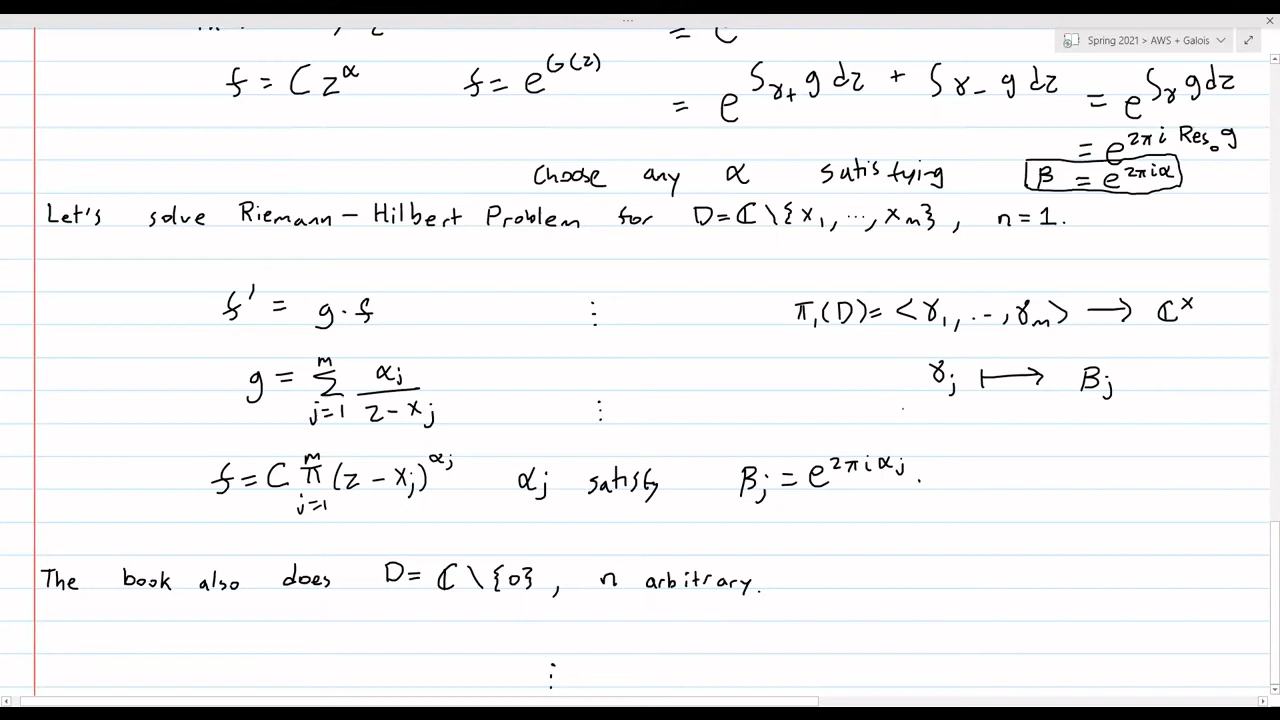 = C
Spring 2021 > AWS + Galois
f = C z^α f = e^{G(z)} = e^{∫_{γ+} g dz + ∫_{γ-} g dz} = e^{∫_γ g dz}
= e^{2πi Res_0 g}
Choose any α satisfying β = e^{2πiα}
Let's solve Riemann - Hilbert Problem for D = ℂ \ {x_1, ..., x_m}, n = 1.
f' = g · f ⋮ π_1(D) = <γ_1, ..., γ_m> → ℂ^×
g = ∑_{j=1}^m α_j / (z - x_j) ⋮ γ_j ↦ β_j
f = C ∏_{j=1}^m (z - x_j)^{α_j} α_j satisfy β_j = e^{2πiα_j}.
The book also does D = ℂ \ {0}, n arbitrary.
⋮